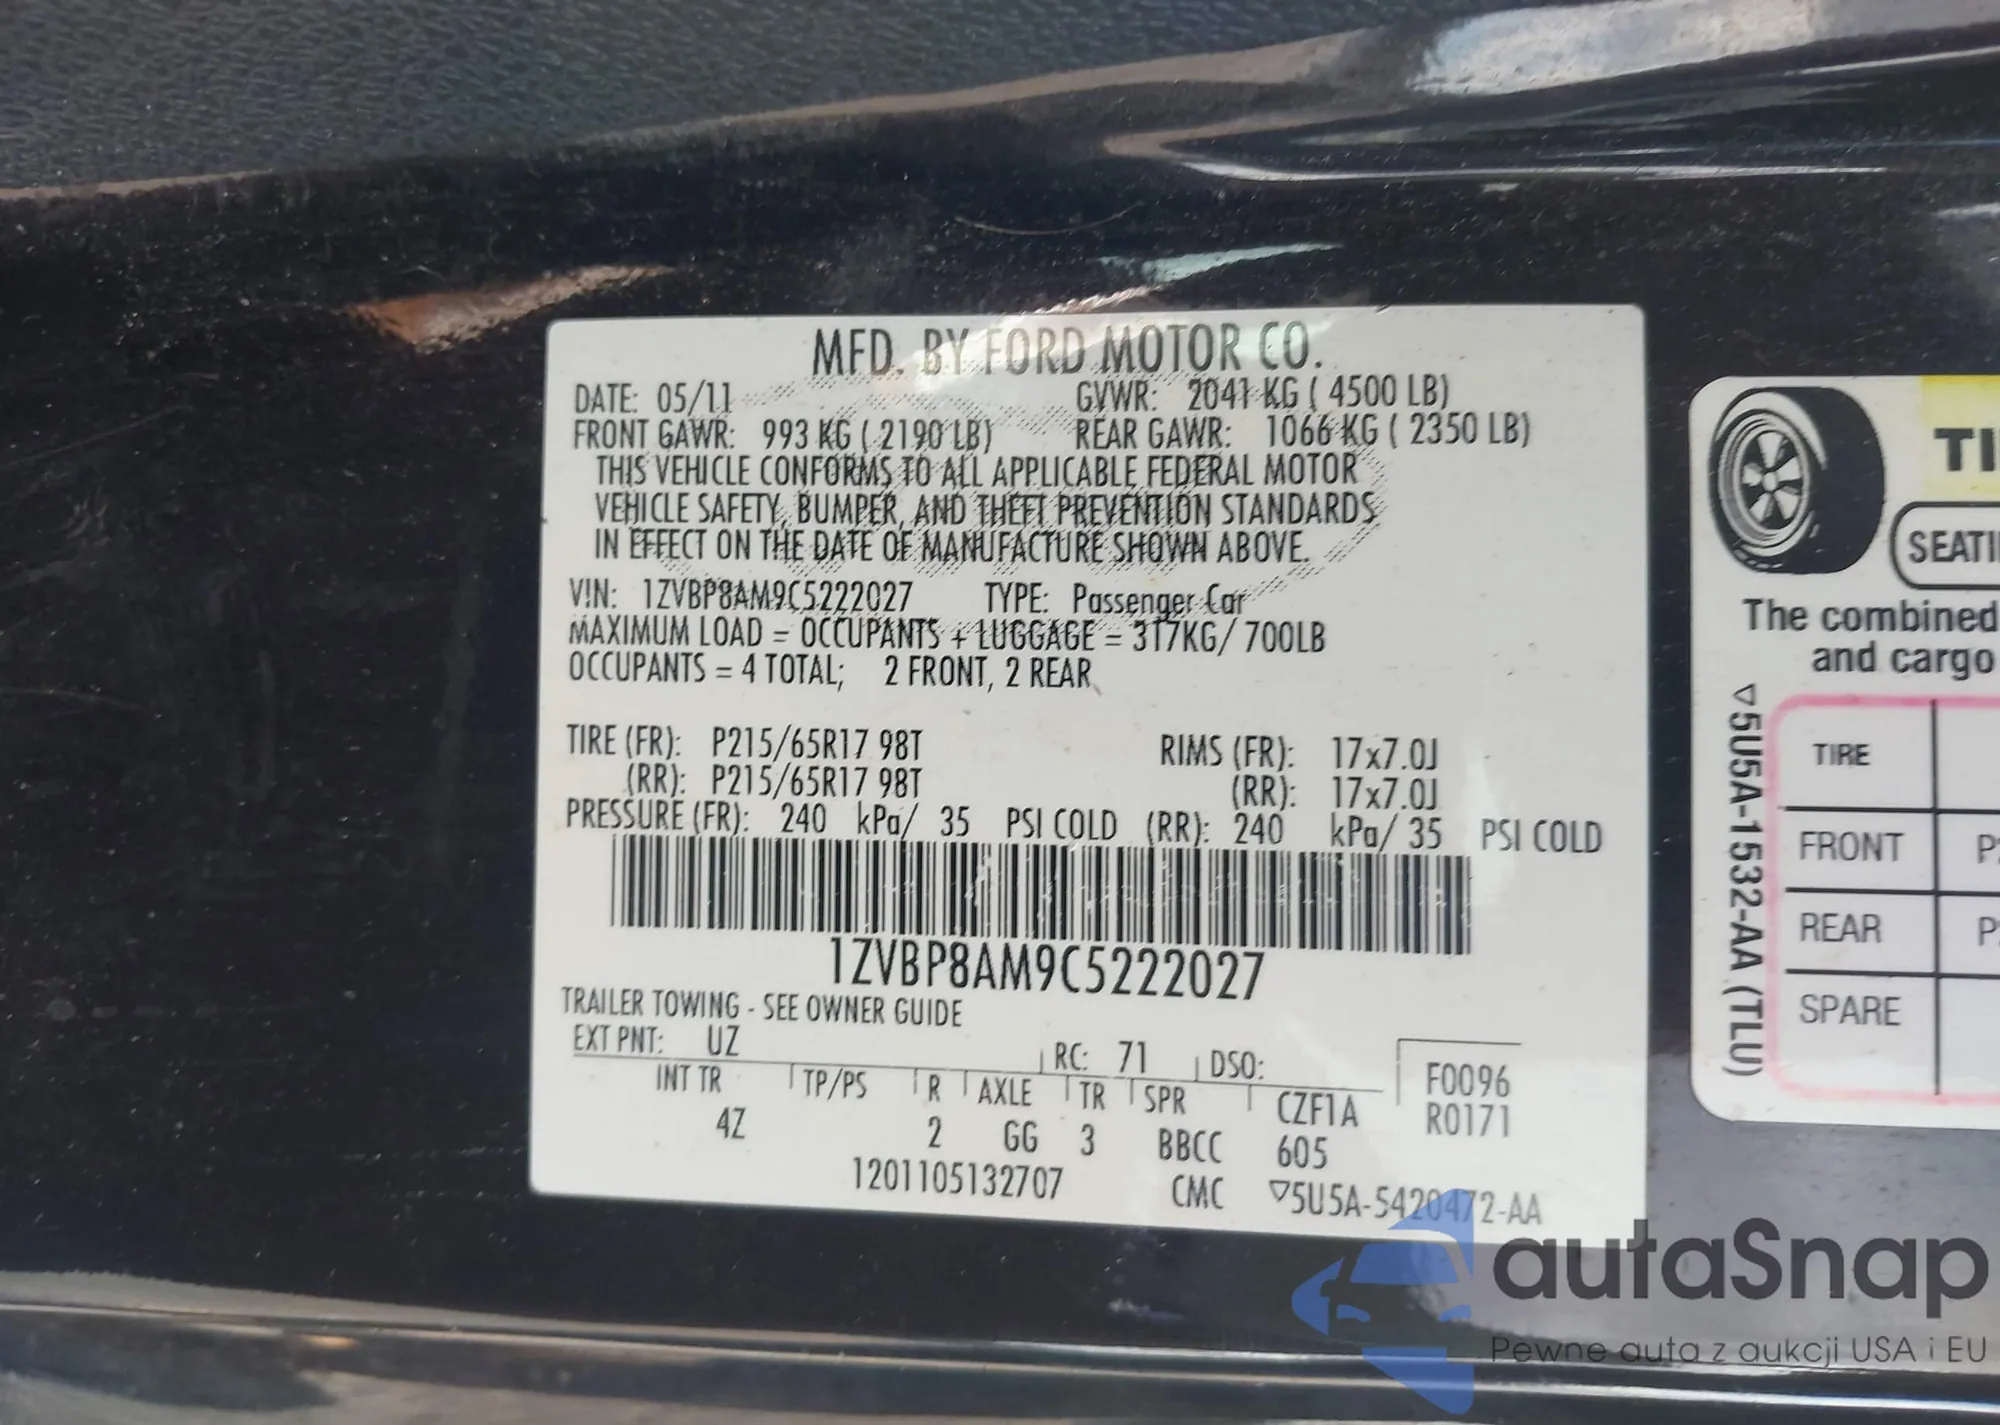 MFD. BY FORD MOTOR CO.
DATE: 05/11 GVWR: 2041 KG ( 4500 LB)
FRONT GAWR: 993 KG ( 2190 LB) REAR GAWR: 1066 KG ( 2350 LB)
THIS VEHICLE CONFORMS TO ALL APPLICABLE FEDERAL MOTOR
VEHICLE SAFETY, BUMPER, AND THEFT PREVENTION STANDARDS
IN EFFECT ON THE DATE OF MANUFACTURE SHOWN ABOVE.
VIN: 1ZVBP8AM9C5222027 TYPE: Passenger Car
MAXIMUM LOAD = OCCUPANTS + LUGGAGE = 317KG/ 700LB
OCCUPANTS = 4 TOTAL; 2 FRONT, 2 REAR
TIRE (FR): P215/65R17 98T RIMS (FR): 17x7.0J
(RR): P215/65R17 98T (RR): 17x7.0J
PRESSURE (FR): 240 kPa/ 35 PSI COLD (RR): 240 kPa/ 35 PSI COLD
1ZVBP8AM9C5222027
TRAILER TOWING - SEE OWNER GUIDE
EXT PNT: UZ RC: 71 DSO: F0096
INT TR TP/PS R AXLE TR SPR CZF1A R0171
4Z 2 GG 3 BBCC 605
1201105132707 CMC ▽5U5A-5420472-AA
TI
SEATI
The combined
and cargo
▽5U5A-1532-AA (TLU)
TIRE
FRONT P
REAR P
SPARE
autaSnap
Pewne auta z aukcji USA i EU